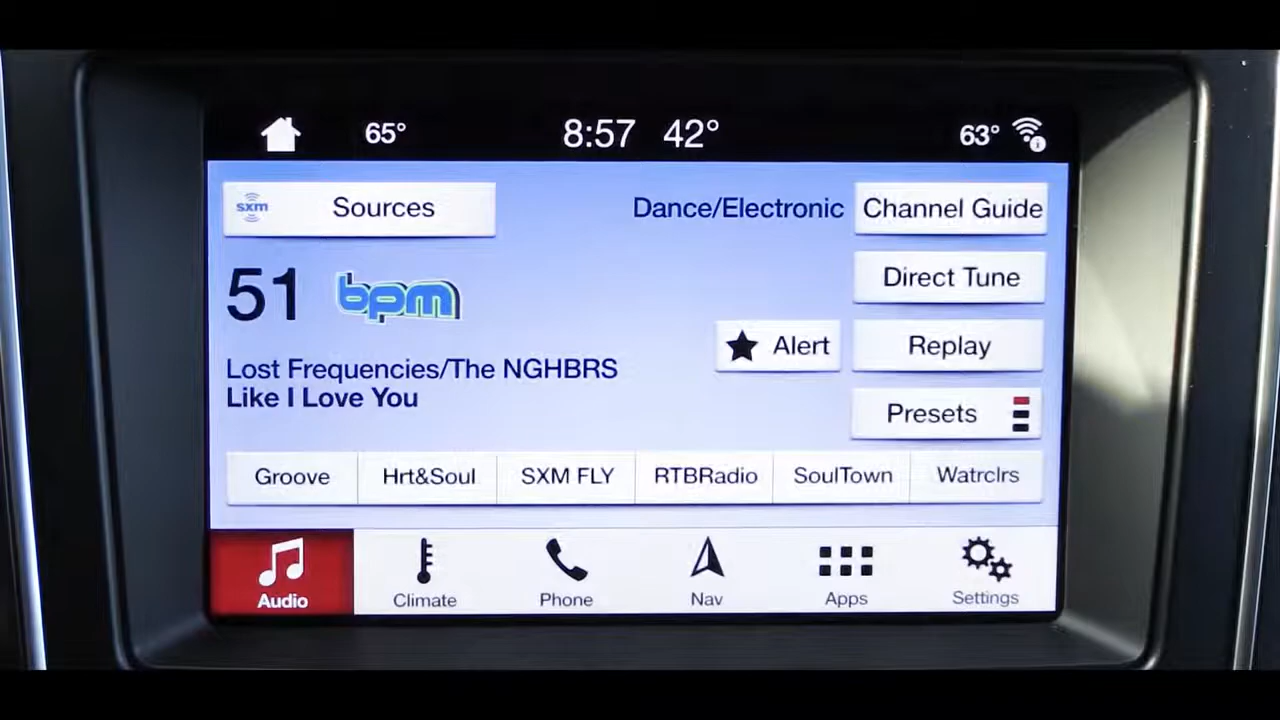 65° 8:57 42° 63°
sxm Sources Dance/Electronic Channel Guide
51 bpm Direct Tune
Alert Replay
Lost Frequencies/The NGHBRS
Like I Love You
Presets
Groove Hrt&Soul SXM FLY RTBRadio SoulTown Watrclrs
Audio Climate Phone Nav Apps Settings